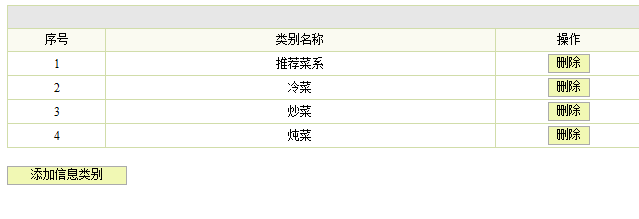 序号 类别名称 操作
1 推荐菜系 删除
2 冷菜 删除
3 炒菜 删除
4 炖菜 删除
添加信息类别